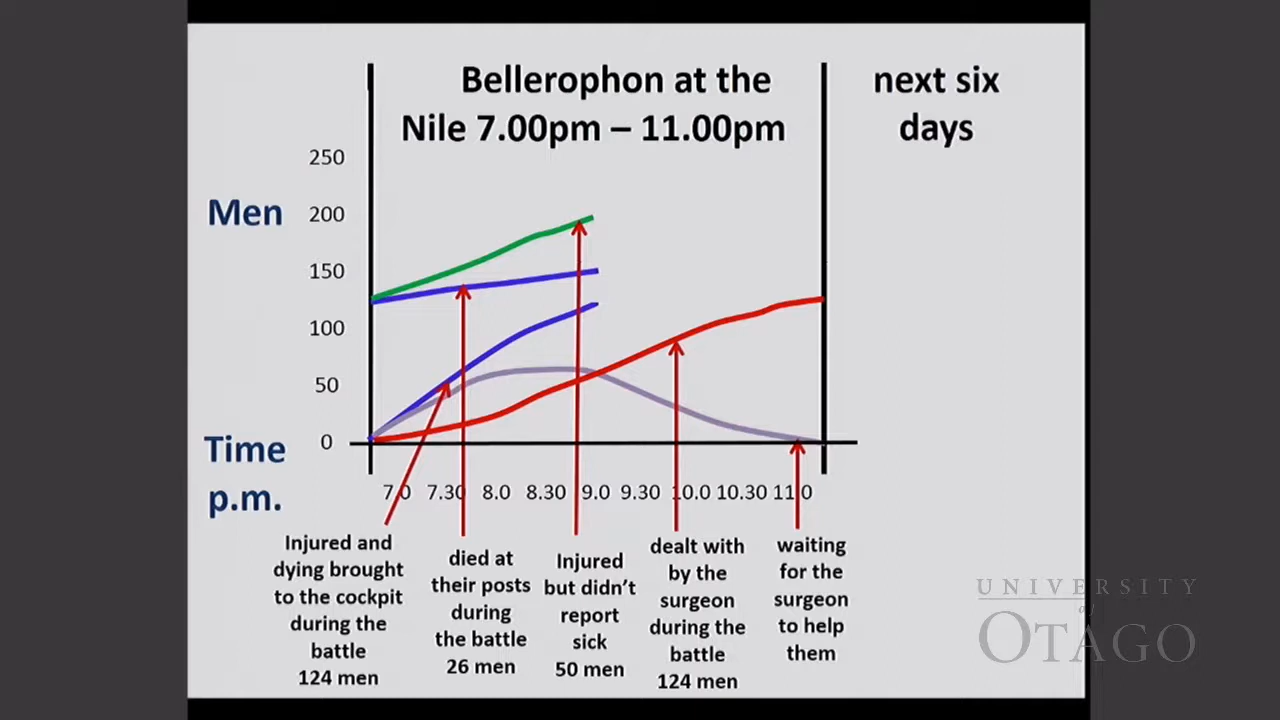 Bellerophon at the
Nile 7.00pm – 11.00pm
next six
days
250
Men 200
150
100
50
Time 0
p.m.
7.0 7.30 8.0 8.30 9.0 9.30 10.0 10.30 11.0
Injured and
dying brought
to the cockpit
during the
battle
124 men
died at
their posts
during
the battle
26 men
Injured
but didn't
report
sick
50 men
dealt with
by the
surgeon
during the
battle
124 men
waiting
for the
surgeon
to help
them
UNIVERSITY
of
OTAGO